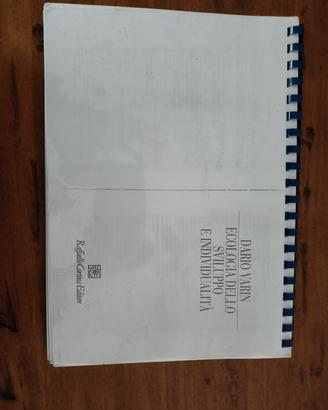 DARIO VARIN
ECOLOGIA DELLO
SVILUPPO
E INDIVIDUALITÀ
Raffaello Cortina Editore